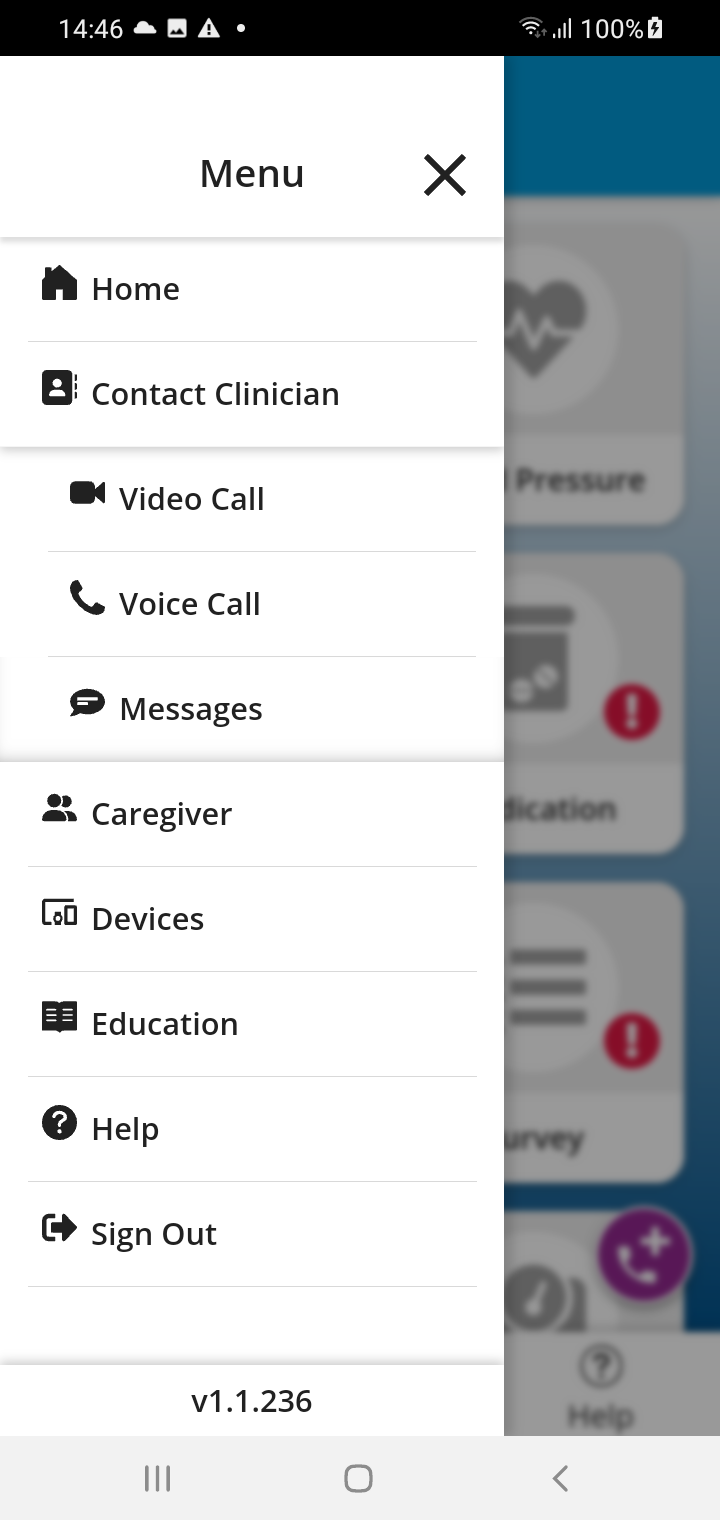 14:46
100%
Menu
Home
Contact Clinician
Pressure
Video Call
Voice Call
Messages
Caregiver
dication
Devices
Education
Help
urvey
Sign Out
v1.1.236
Help